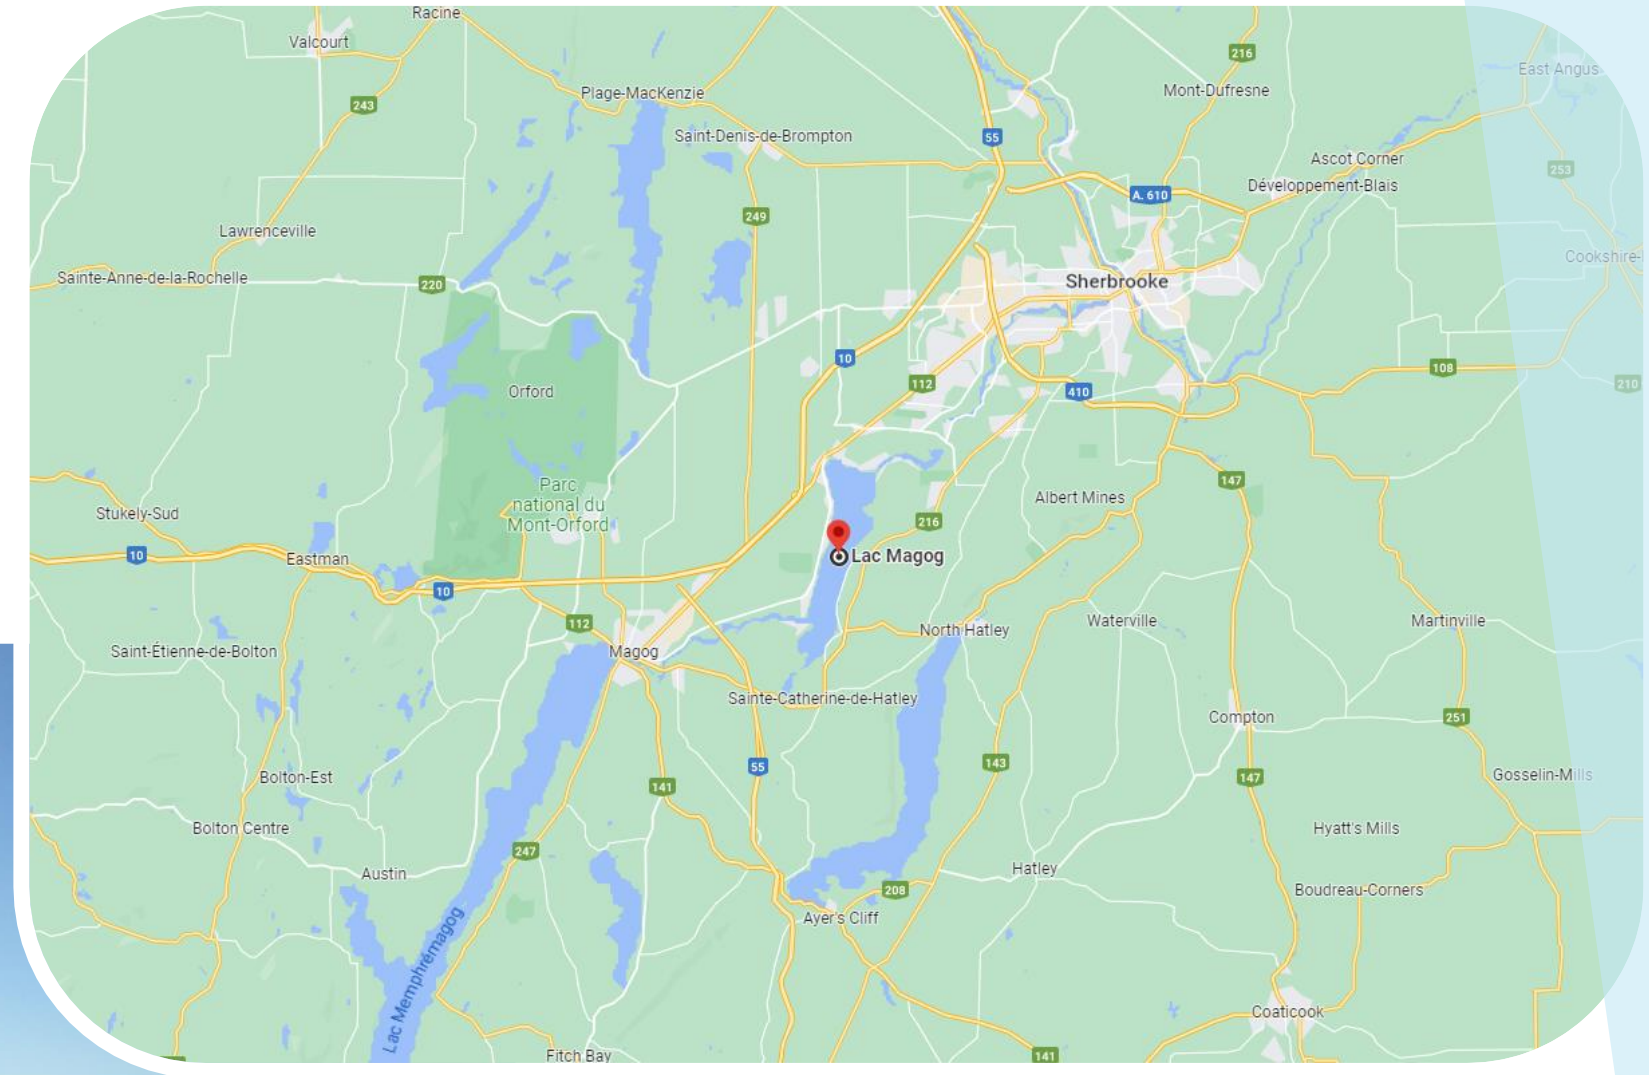 Racine
Valcourt
216
East Angus
Plage-MacKenzie
Mont-Dufresne
243
Saint-Denis-de-Brompton
55
Ascot Corner
253
Développement-Blais
A. 610
249
Lawrenceville
Cookshire-
Sainte-Anne-de-la-Rochelle
220
Sherbrooke
10
108
112
210
Orford
410
147
Parc
national du
Mont-Orford
Albert Mines
Stukely-Sud
216
10
Eastman
Lac Magog
10
112
North Hatley
Waterville
Martinville
Saint-Étienne-de-Bolton
Magog
Sainte-Catherine-de-Hatley
Compton
251
55
143
Bolton-Est
147
Gosselin-Mills
141
Bolton Centre
Hyatt's Mills
247
Austin
Hatley
208
Boudreau-Corners
Ayer's Cliff
Lac Memphrémagog
Coaticook
Fitch Bay
141